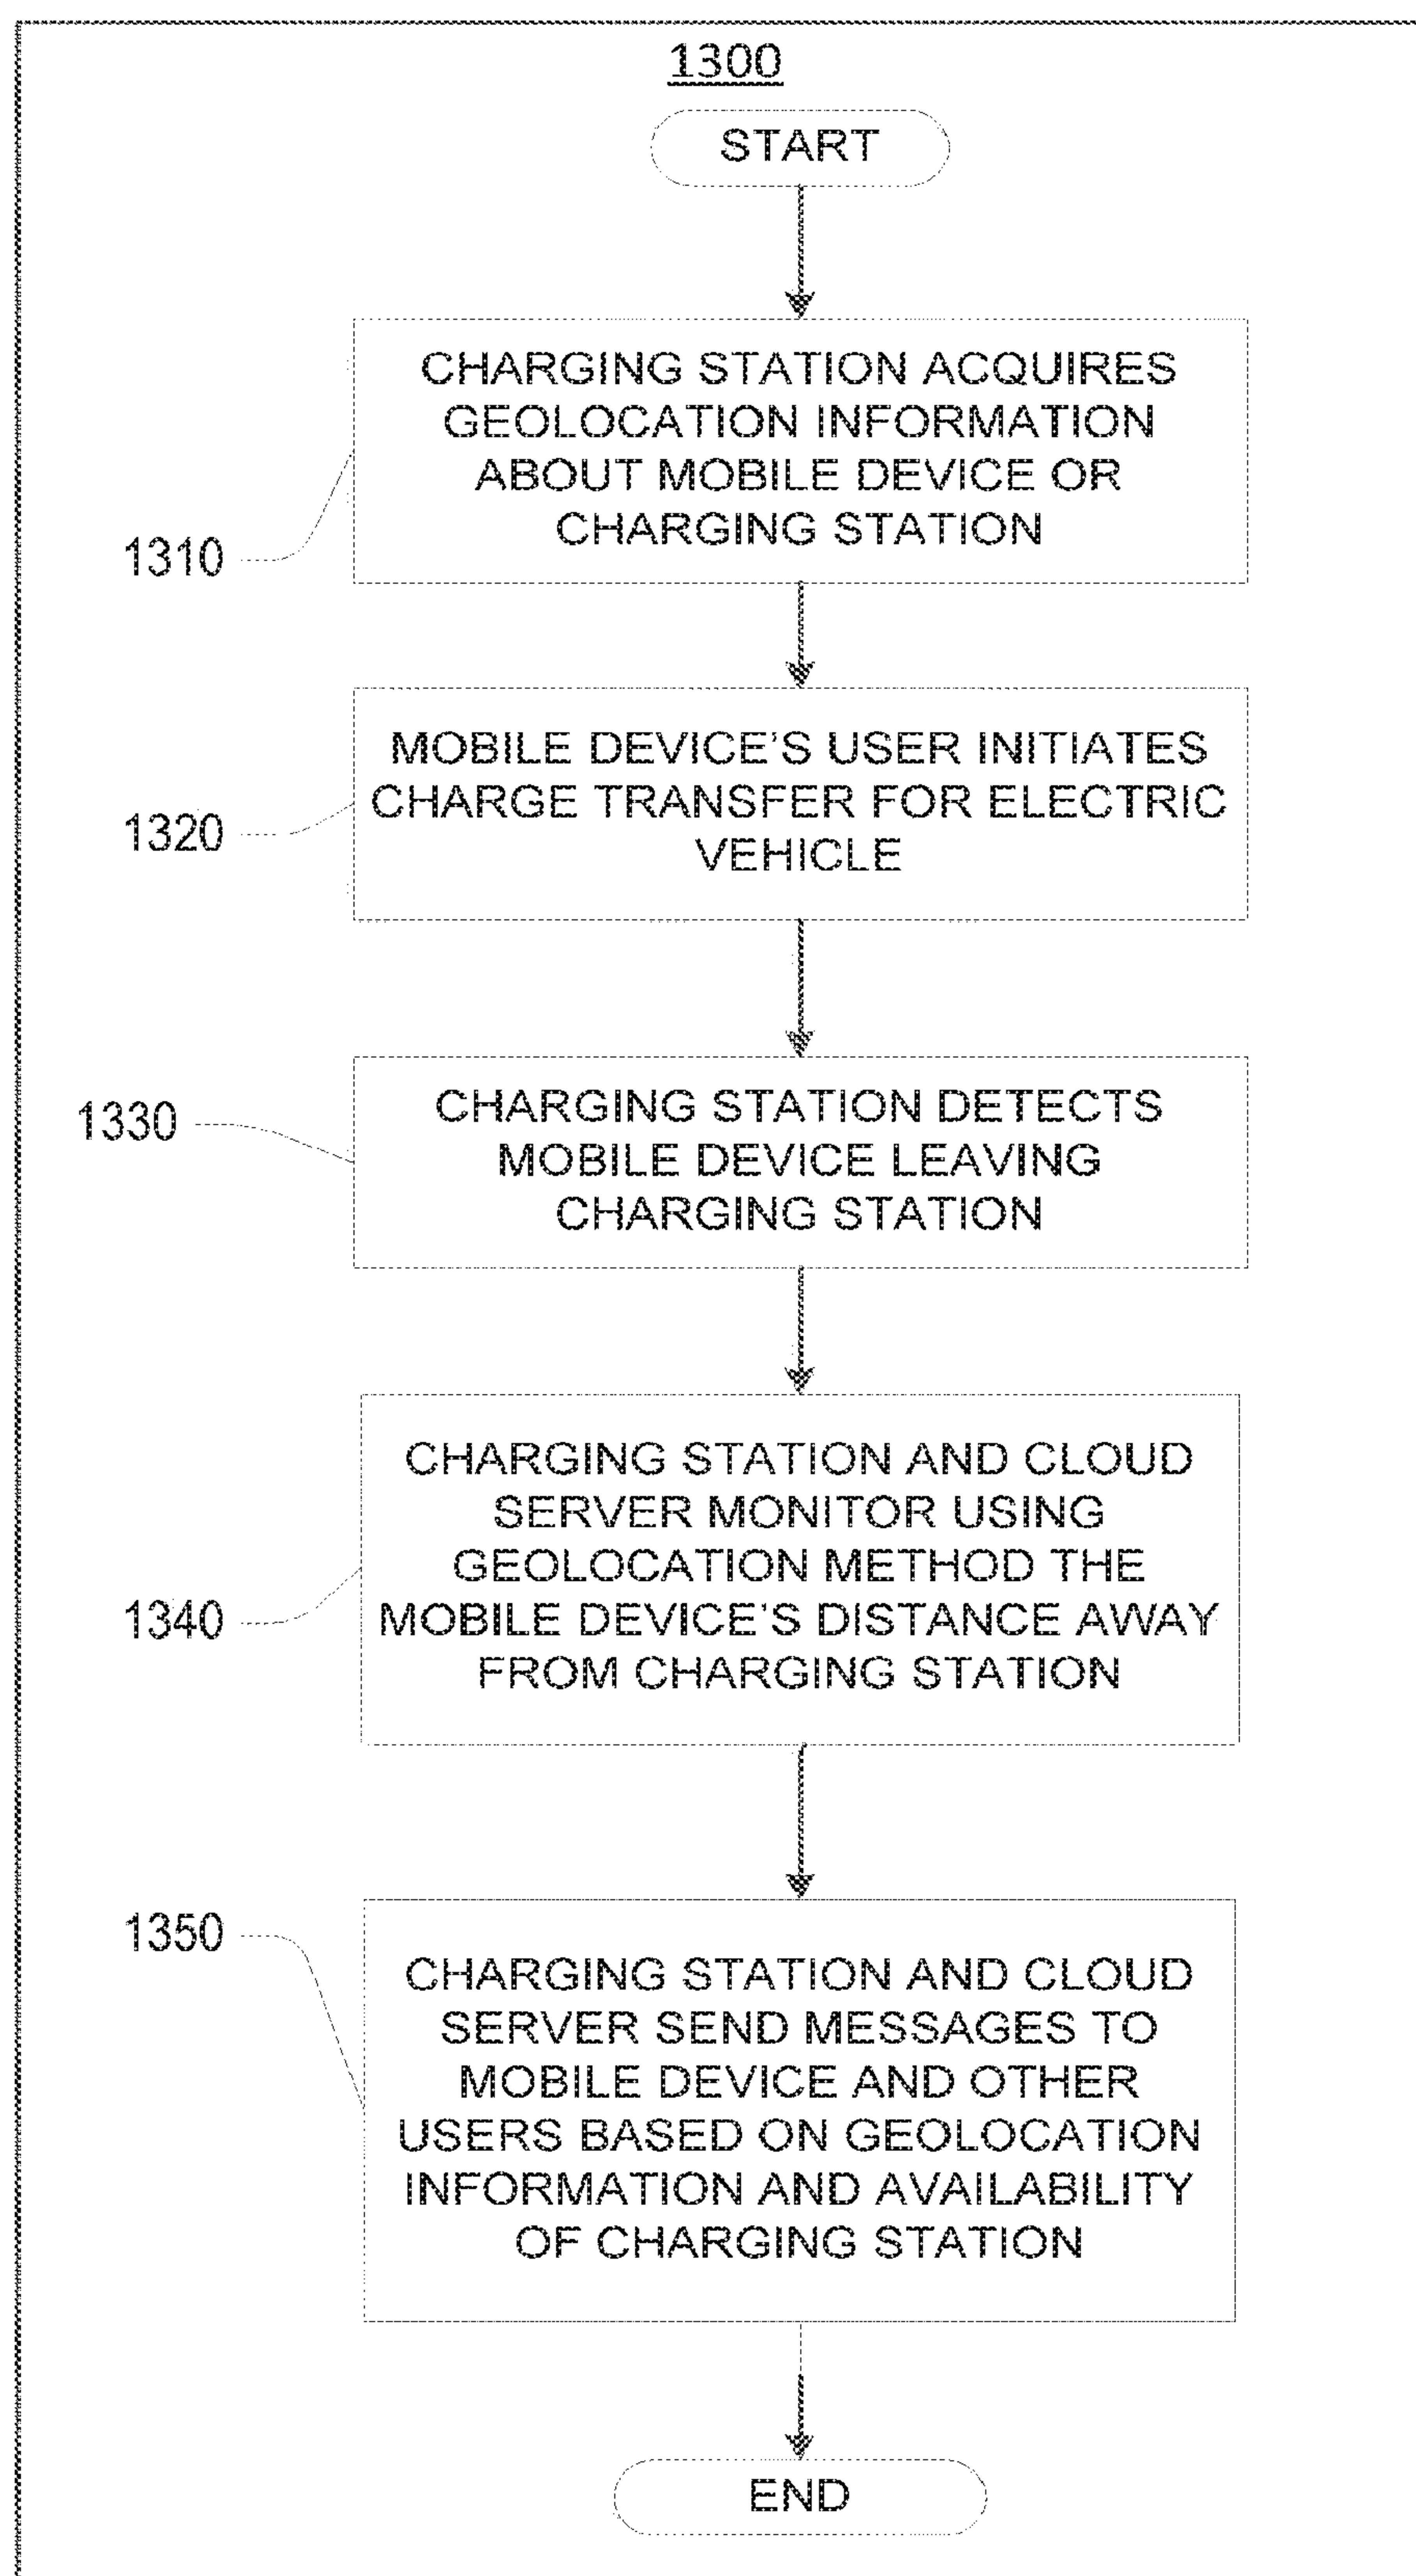 1300
START
CHARGING STATION ACQUIRES
GEOLOCATION INFORMATION
ABOUT MOBILE DEVICE OR
CHARGING STATION
1310
MOBILE DEVICE'S USER INITIATES
CHARGE TRANSFER FOR ELECTRIC
VEHICLE
1320
CHARGING STATION DETECTS
MOBILE DEVICE LEAVING
CHARGING STATION
1330
CHARGING STATION AND CLOUD
SERVER MONITOR USING
GEOLOCATION METHOD THE
MOBILE DEVICE'S DISTANCE AWAY
FROM CHARGING STATION
1340
CHARGING STATION AND CLOUD
SERVER SEND MESSAGES TO
MOBILE DEVICE AND OTHER
USERS BASED ON GEOLOCATION
INFORMATION AND AVAILABILITY
OF CHARGING STATION
1350
END